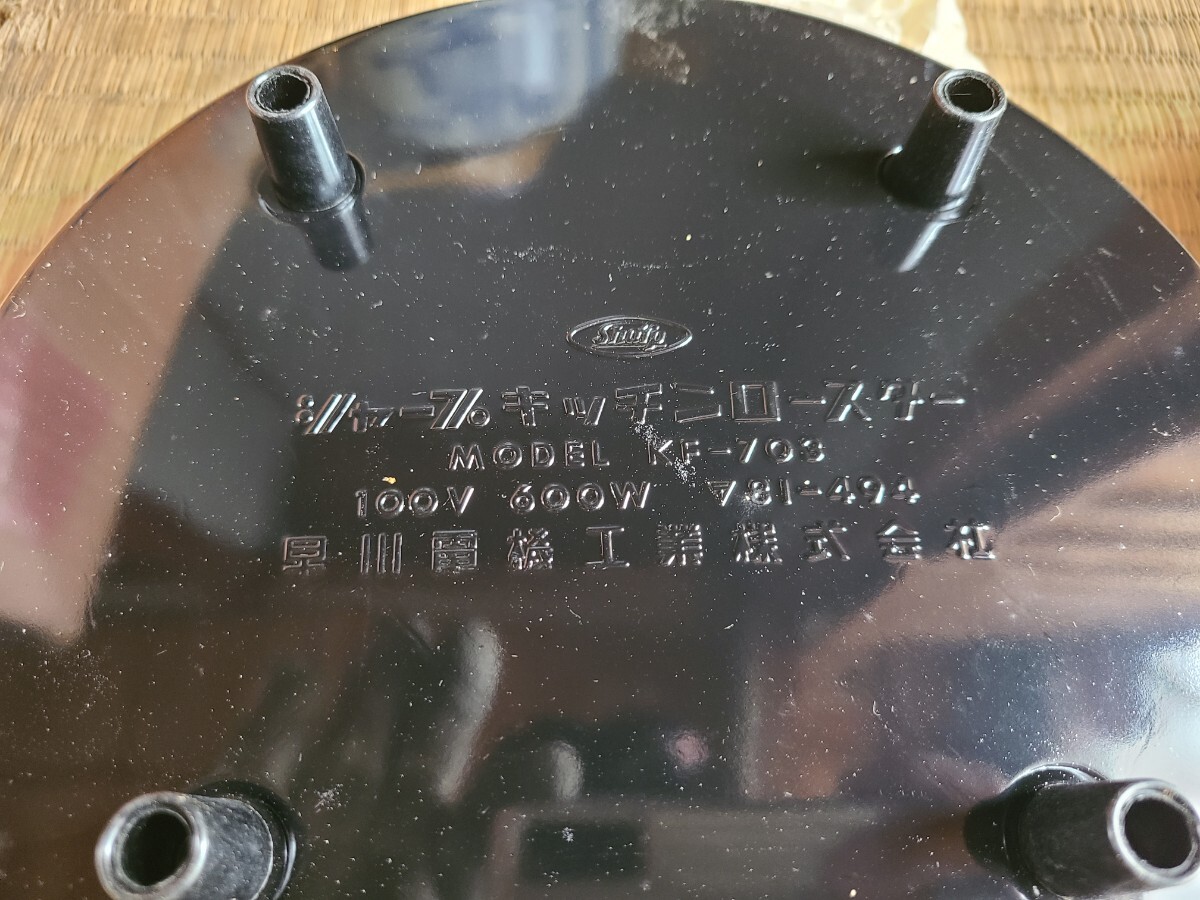 Sharp
シャープ キッチンロースター
MODEL KF-703
100V 600W ▽81-494
早川電機工業株式会社